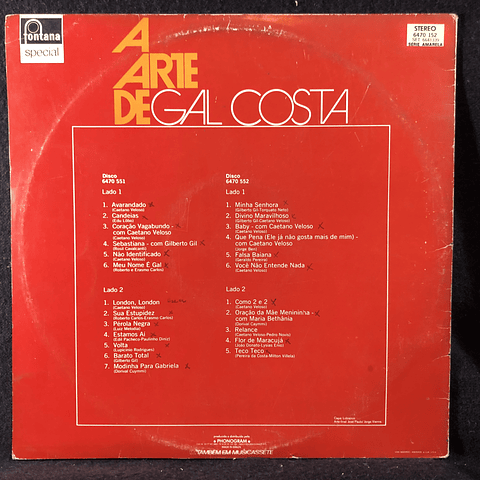 fontana
special
STEREO
6470 152
SÉRIE AMARELA
A
ARTE
DE GAL COSTA
Disco
6470 551
Lado 1
1. Avarandado
(Caetano Veloso)
2. Candeias
(Edu Lôbo)
3. Coração Vagabundo -
com Caetano Veloso
(Caetano Veloso)
4. Sebastiana - com Gilberto Gil
(Rosil Cavalcanti)
5. Não Identificado
(Caetano Veloso)
6. Meu Nome É Gal
(Roberto e Erasmo Carlos)
Lado 2
1. London, London
(Caetano Veloso)
2. Sua Estupidez
(Roberto Carlos-Erasmo Carlos)
3. Pérola Negra
(Luiz Melodia)
4. Estamos Aí
(Edil Pacheco-Paulinho Diniz)
5. Volta
(Lupicínio Rodrigues)
6. Barato Total
(Gilberto Gil)
7. Modinha Para Gabriela
(Dorival Caymmi)
Disco
6470 552
Lado 1
1. Minha Senhora
(Gilberto Gil-Torquato Neto)
2. Divino Maravilhoso
(Gilberto Gil-Caetano Veloso)
3. Baby - com Caetano Veloso
(Caetano Veloso)
4. Que Pena (Ele já não gosta mais de mim) -
com Caetano Veloso
(Jorge Ben)
5. Falsa Baiana
(Geraldo Pereira)
6. Você Não Entende Nada
(Caetano Veloso)
Lado 2
1. Como 2 e 2
(Caetano Veloso)
2. Oração da Mãe Menininha -
com Maria Bethânia
(Dorival Caymmi)
3. Relance
(Caetano Veloso-Pedro Novis)
4. Flor de Maracujá
(João Donato-Lysias Enio)
5. Teco Teco
(Pereira da Costa-Milton Villela)
produzido e distribuído pela
PHONOGRAM
TAMBÉM EM MUSICASSETE